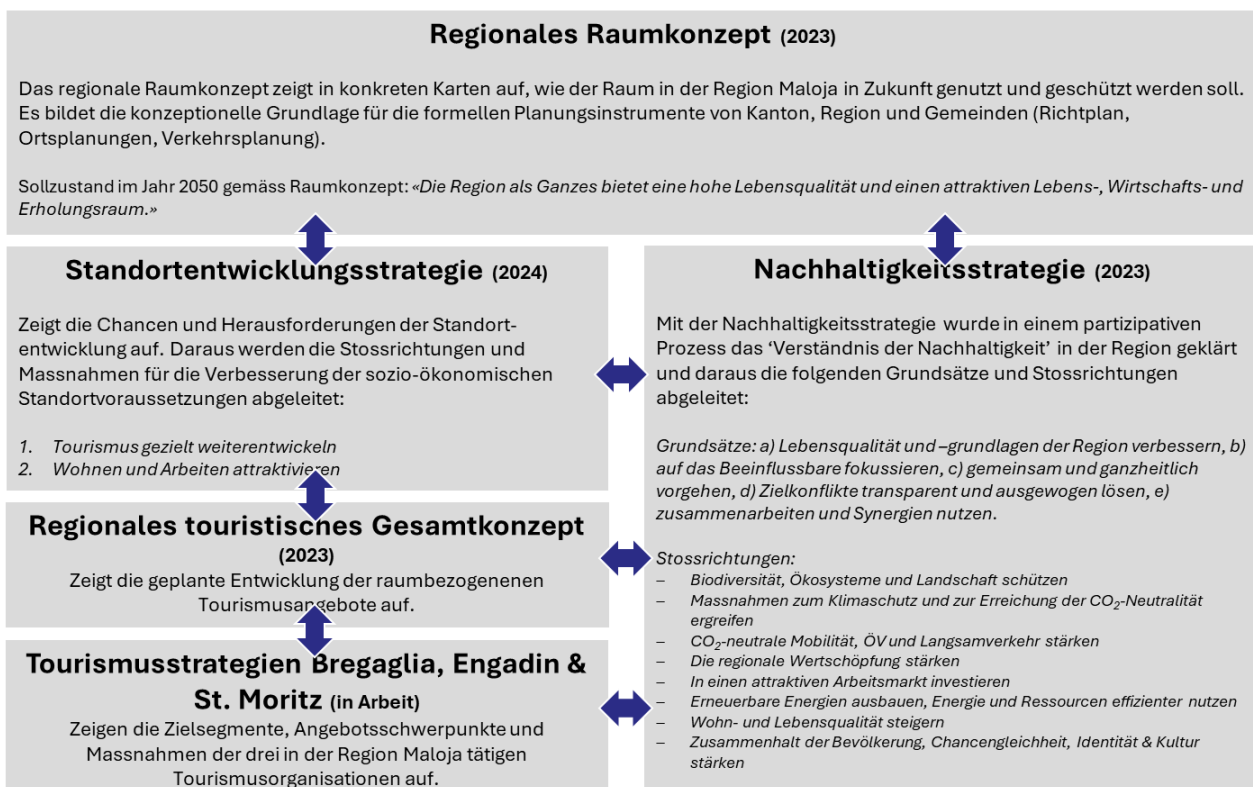 Regionales Raumkonzept (2023)
Das regionale Raumkonzept zeigt in konkreten Karten auf, wie der Raum in der Region Maloja in Zukunft genutzt und geschützt werden soll.
Es bildet die konzeptionelle Grundlage für die formellen Planungsinstrumente von Kanton, Region und Gemeinden (Richtplan,
Ortsplanungen, Verkehrsplanung).
Sollzustand im Jahr 2050 gemäss Raumkonzept: «Die Region als Ganzes bietet eine hohe Lebensqualität und einen attraktiven Lebens-, Wirtschafts- und
Erholungsraum.»
Standortentwicklungsstrategie (2024)
Zeigt die Chancen und Herausforderungen der Standort-
entwicklung auf. Daraus werden die Stossrichtungen und
Massnahmen für die Verbesserung der sozio-ökonomischen
Standortvoraussetzungen abgeleitet:
1. Tourismus gezielt weiterentwickeln
2. Wohnen und Arbeiten attraktivieren
Regionales touristisches Gesamtkonzept
(2023)
Zeigt die geplante Entwicklung der raumbezogenenen
Tourismusangebote auf.
Tourismusstrategien Bregaglia, Engadin &
St. Moritz (in Arbeit)
Zeigen die Zielsegmente, Angebotsschwerpunkte und
Massnahmen der drei in der Region Maloja tätigen
Tourismusorganisationen auf.
Nachhaltigkeitsstrategie (2023)
Mit der Nachhaltigkeitsstrategie wurde in einem partizipativen
Prozess das ‘Verständnis der Nachhaltigkeit’ in der Region geklärt
und daraus die folgenden Grundsätze und Stossrichtungen
abgeleitet:
Grundsätze: a) Lebensqualität und –grundlagen der Region verbessern, b)
auf das Beeinflussbare fokussieren, c) gemeinsam und ganzheitlich
vorgehen, d) Zielkonflikte transparent und ausgewogen lösen, e)
zusammenarbeiten und Synergien nutzen.
Stossrichtungen:
– Biodiversität, Ökosysteme und Landschaft schützen
– Massnahmen zum Klimaschutz und zur Erreichung der CO₂-Neutralität
ergreifen
– CO₂-neutrale Mobilität, ÖV und Langsamverkehr stärken
– Die regionale Wertschöpfung stärken
– In einen attraktiven Arbeitsmarkt investieren
– Erneuerbare Energien ausbauen, Energie und Ressourcen effizienter nutzen
– Wohn- und Lebensqualität steigern
– Zusammenhalt der Bevölkerung, Chancengleichheit, Identität & Kultur
stärken